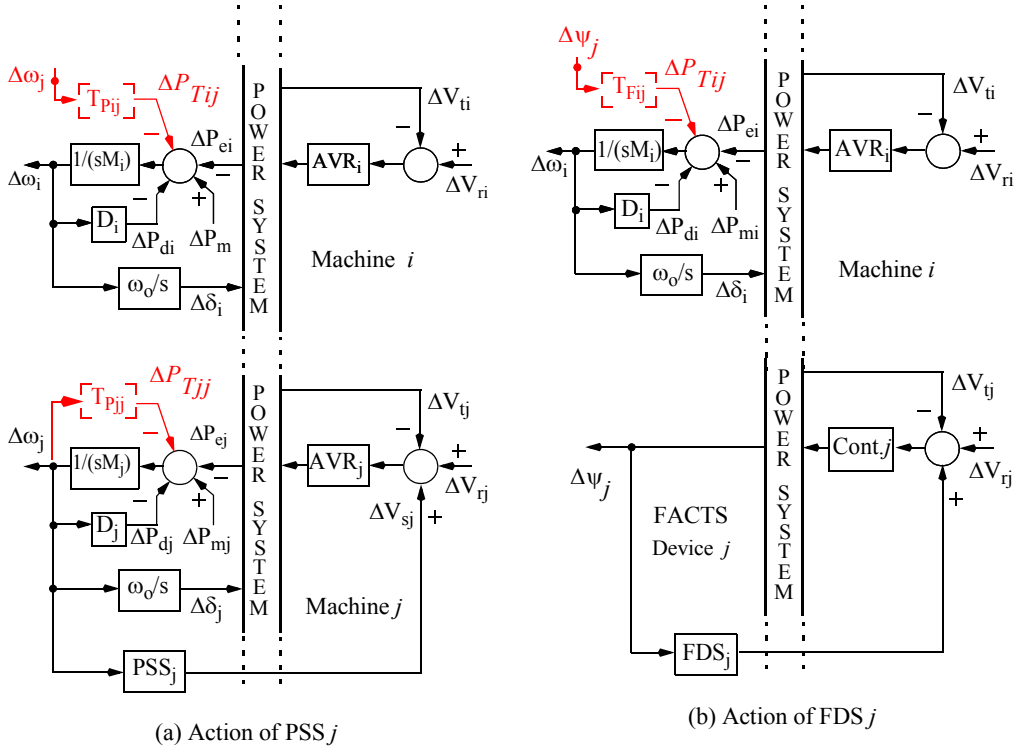 Δω_j
T_Pij
ΔP_Tij
1/(sM_i)
ΔP_ei
−
−
+
−
Δω_i
D_i
ΔP_di
ΔP_m
ω_o/s
Δδ_i
POWER SYSTEM
AVR_i
−
+
ΔV_ti
ΔV_ri
Machine i
T_Pjj
ΔP_Tjj
Δω_j
1/(sM_j)
ΔP_ej
−
−
+
−
D_j
ΔP_dj
ΔP_mj
ω_o/s
Δδ_j
POWER SYSTEM
AVR_j
−
+
+
ΔV_tj
ΔV_rj
ΔV_sj
Machine j
PSS_j
(a) Action of PSS j
Δψ_j
T_Fij
ΔP_Tij
1/(sM_i)
ΔP_ei
−
−
+
−
Δω_i
D_i
ΔP_di
ΔP_mi
ω_o/s
Δδ_i
POWER SYSTEM
AVR_i
−
+
ΔV_ti
ΔV_ri
Machine i
Δψ_j
FACTS
Device j
POWER SYSTEM
Cont.j
−
+
+
ΔV_tj
ΔV_rj
FDS_j
(b) Action of FDS j